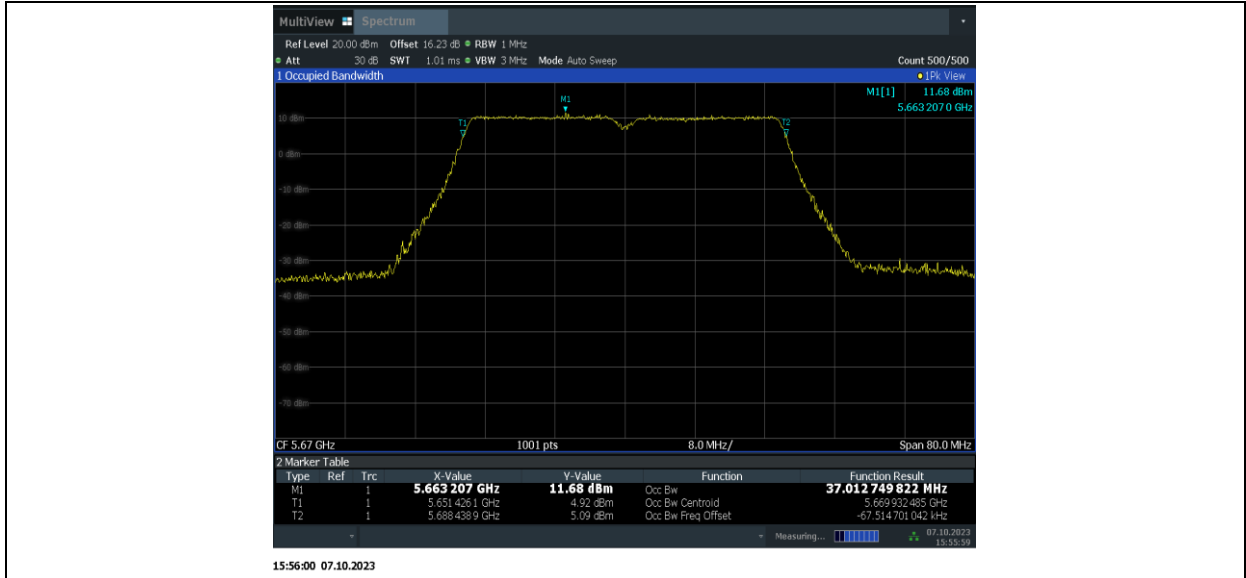 MultiView Spectrum
Ref Level 20.00 dBm Offset 16.23 dB RBW 1 MHz
Att 30 dB SWT 1.01 ms VBW 3 MHz Mode Auto Sweep Count 500/500
1 Occupied Bandwidth 1Pk View
M1[1] 11.68 dBm
5.663 207 0 GHz
M1
10 dBm
T1
T2
0 dBm
-10 dBm
-20 dBm
-30 dBm
-40 dBm
-50 dBm
-60 dBm
-70 dBm
CF 5.67 GHz 1001 pts 8.0 MHz/ Span 80.0 MHz
2 Marker Table
Type Ref Trc X-Value Y-Value Function Function Result
M1 1 5.663 207 GHz 11.68 dBm Occ Bw 37.012 749 822 MHz
T1 1 5.651 426 1 GHz 4.92 dBm Occ Bw Centroid 5.669 932 485 GHz
T2 1 5.688 438 9 GHz 5.09 dBm Occ Bw Freq Offset -67.514 701 042 kHz
Measuring... 07.10.2023
15:55:59
15:56:00 07.10.2023